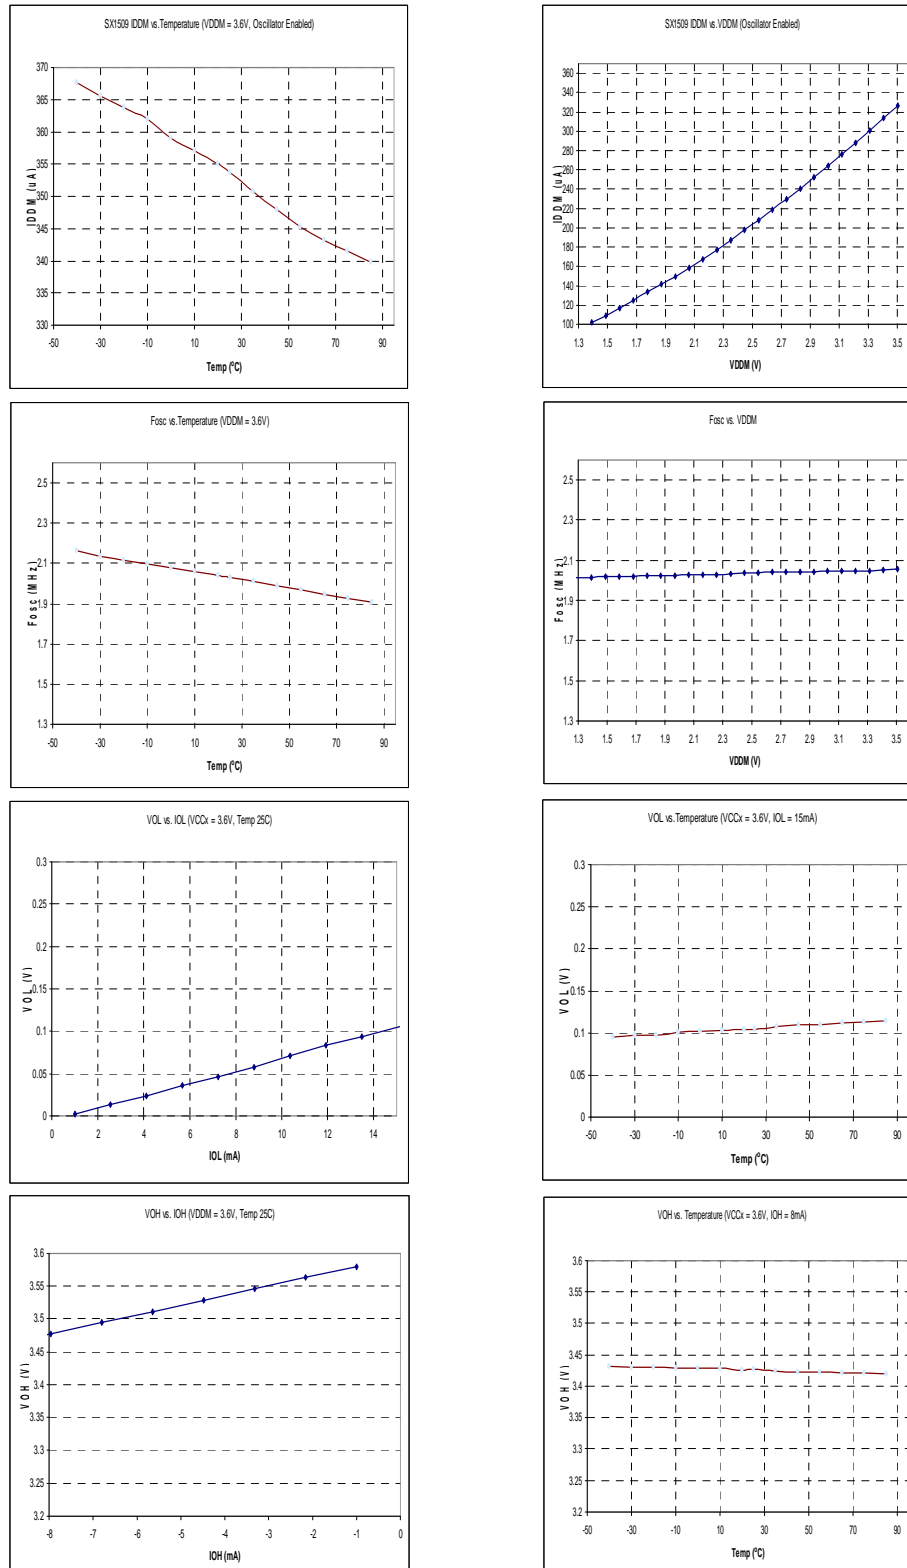 SX1509 IDDM vs.Temperature (VDDM = 3.6V, Oscillator Enabled)
370
365
360
355
350
345
340
335
330
IDDM (uA)
-50 -30 -10 10 30 50 70 90
Temp (°C)
SX1509 IDDM vs.VDDM (Oscillator Enabled)
360
340
320
300
280
260
240
220
200
180
160
140
120
100
IDDM (uA)
1.3 1.5 1.7 1.9 2.1 2.3 2.5 2.7 2.9 3.1 3.3 3.5
VDDM (V)
Fosc vs.Temperature (VDDM = 3.6V)
2.5
2.3
2.1
1.9
1.7
1.5
1.3
Fosc (MHz)
-50 -30 -10 10 30 50 70 90
Temp (°C)
Fosc vs. VDDM
2.5
2.3
2.1
1.9
1.7
1.5
1.3
Fosc (MHz)
1.3 1.5 1.7 1.9 2.1 2.3 2.5 2.7 2.9 3.1 3.3 3.5
VDDM (V)
VOL vs. IOL (VCCx = 3.6V, Temp 25C)
0.3
0.25
0.2
0.15
0.1
0.05
0
VOL (V)
0 2 4 6 8 10 12 14
IOL (mA)
VOL vs.Temperature (VCCx = 3.6V, IOL = 15mA)
0.3
0.25
0.2
0.15
0.1
0.05
0
VOL (V)
-50 -30 -10 10 30 50 70 90
Temp (°C)
VOH vs. IOH (VDDM = 3.6V, Temp 25C)
3.6
3.55
3.5
3.45
3.4
3.35
3.3
3.25
3.2
VOH (V)
-8 -7 -6 -5 -4 -3 -2 -1 0
IOH (mA)
VOH vs. Temperature (VCCx = 3.6V, IOH = 8mA)
3.6
3.55
3.5
3.45
3.4
3.35
3.3
3.25
3.2
VOH (V)
-50 -30 -10 10 30 50 70 90
Temp (°C)